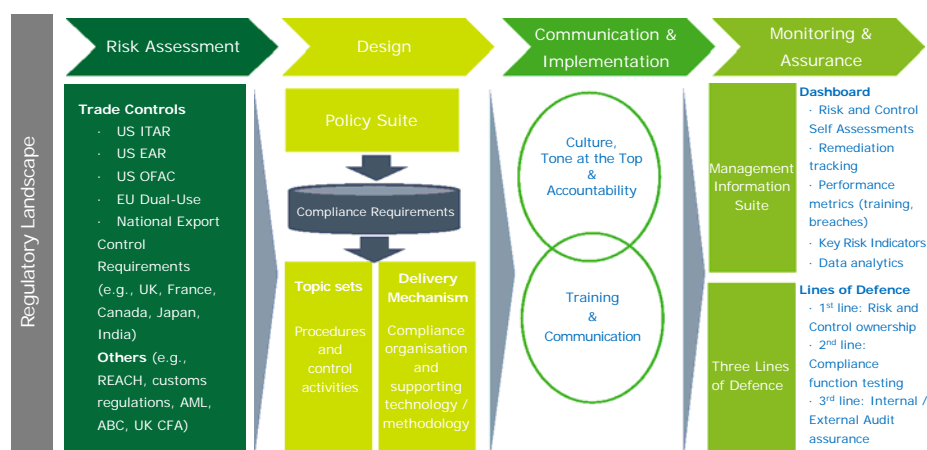 Regulatory Landscape
Risk Assessment
Trade Controls
· US ITAR
· US EAR
· US OFAC
· EU Dual-Use
· National Export
Control
Requirements
(e.g., UK, France,
Canada, Japan,
India)
Others (e.g.,
REACH, customs
regulations, AML,
ABC, UK CFA)
Design
Policy Suite
Compliance Requirements
Topic sets
Procedures
and
control
activities
Delivery
Mechanism
Compliance
organisation
and
supporting
technology /
methodology
Communication &
Implementation
Culture,
Tone at the Top
&
Accountability
Training
&
Communication
Monitoring &
Assurance
Management
Information
Suite
Dashboard
· Risk and Control
Self Assessments
· Remediation
tracking
· Performance
metrics (training,
breaches)
· Key Risk Indicators
· Data analytics
Three Lines
of Defence
Lines of Defence
· 1st line: Risk and
Control ownership
· 2nd line:
Compliance
function testing
· 3rd line: Internal /
External Audit
assurance